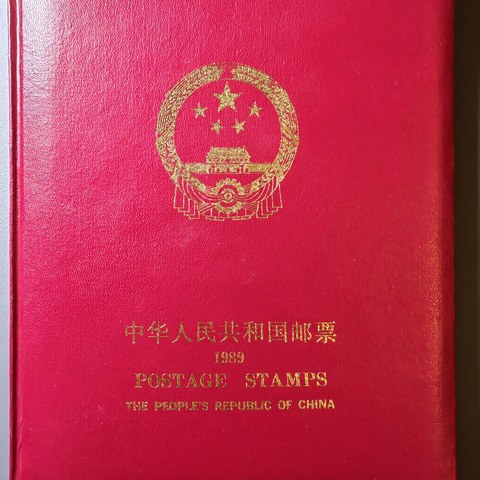 中华人民共和国邮票
1989
POSTAGE STAMPS
THE PEOPLE'S REPUBLIC OF CHINA